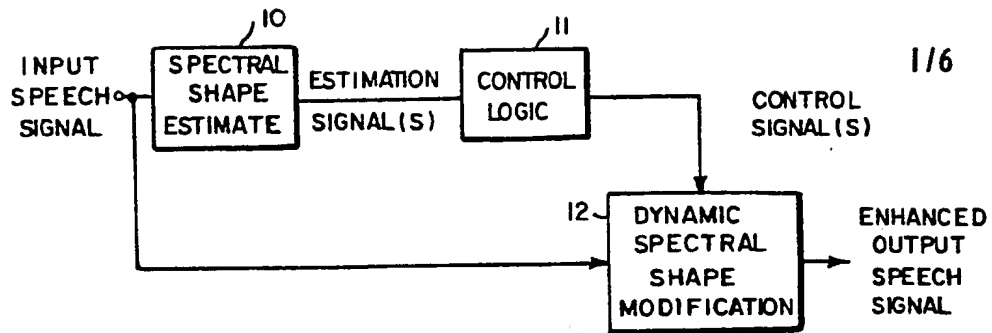 10
11
1/6
INPUT
SPEECH
SIGNAL
SPECTRAL
SHAPE
ESTIMATE
ESTIMATION
SIGNAL(S)
CONTROL
LOGIC
CONTROL
SIGNAL(S)
12
DYNAMIC
SPECTRAL
SHAPE
MODIFICATION
ENHANCED
OUTPUT
SPEECH
SIGNAL